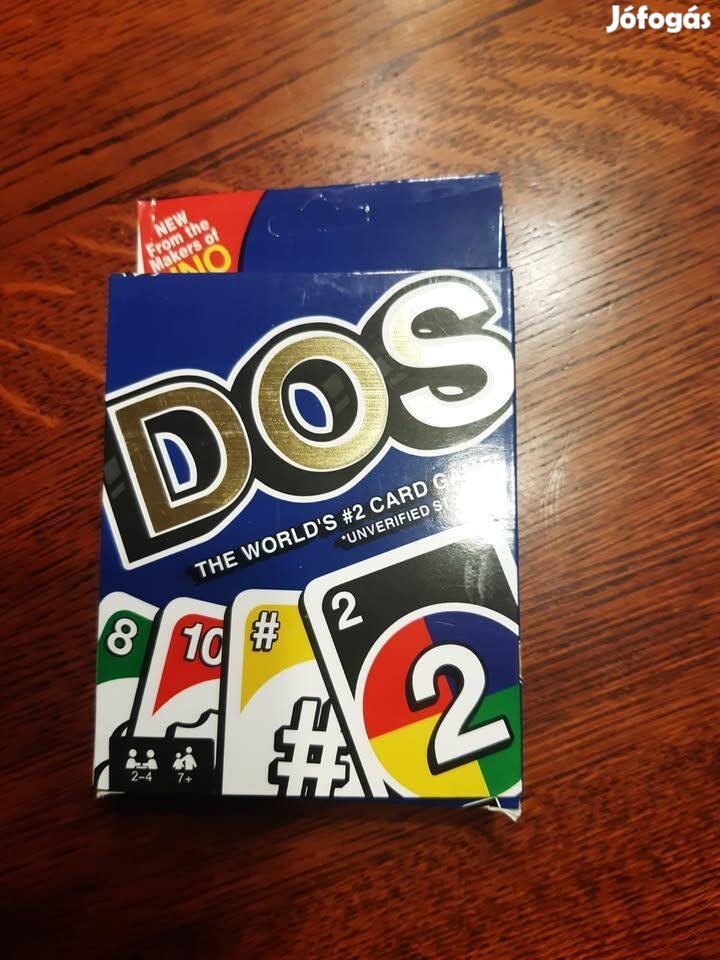 Jófogás
NEW
From the
Makers of
DOS
THE WORLD'S #2 CARD
*UNVERIFIED
8
10
#
2
#
2
2-4
7+